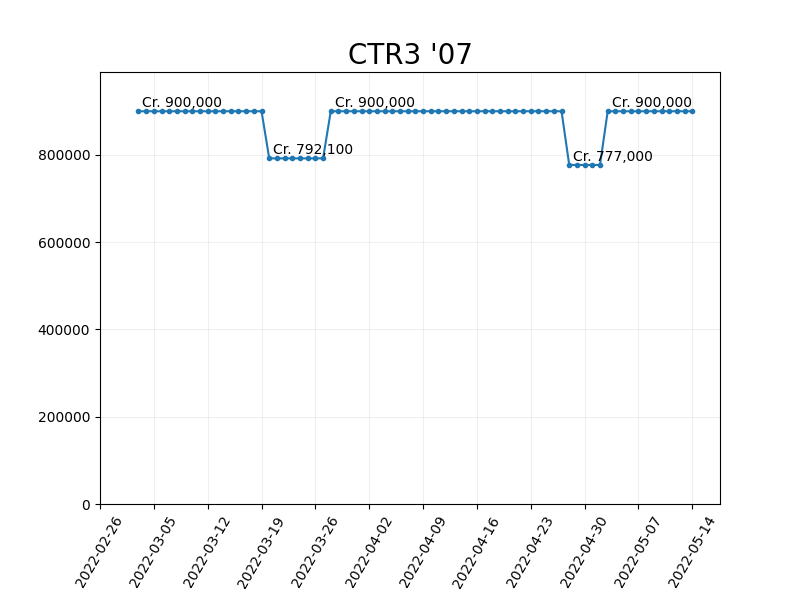 CTR3 '07
Cr. 900,000
Cr. 900,000
Cr. 900,000
Cr. 792,100
Cr. 777,000
800000
600000
400000
200000
0
2022-02-26
2022-03-05
2022-03-12
2022-03-19
2022-03-26
2022-04-02
2022-04-09
2022-04-16
2022-04-23
2022-04-30
2022-05-07
2022-05-14